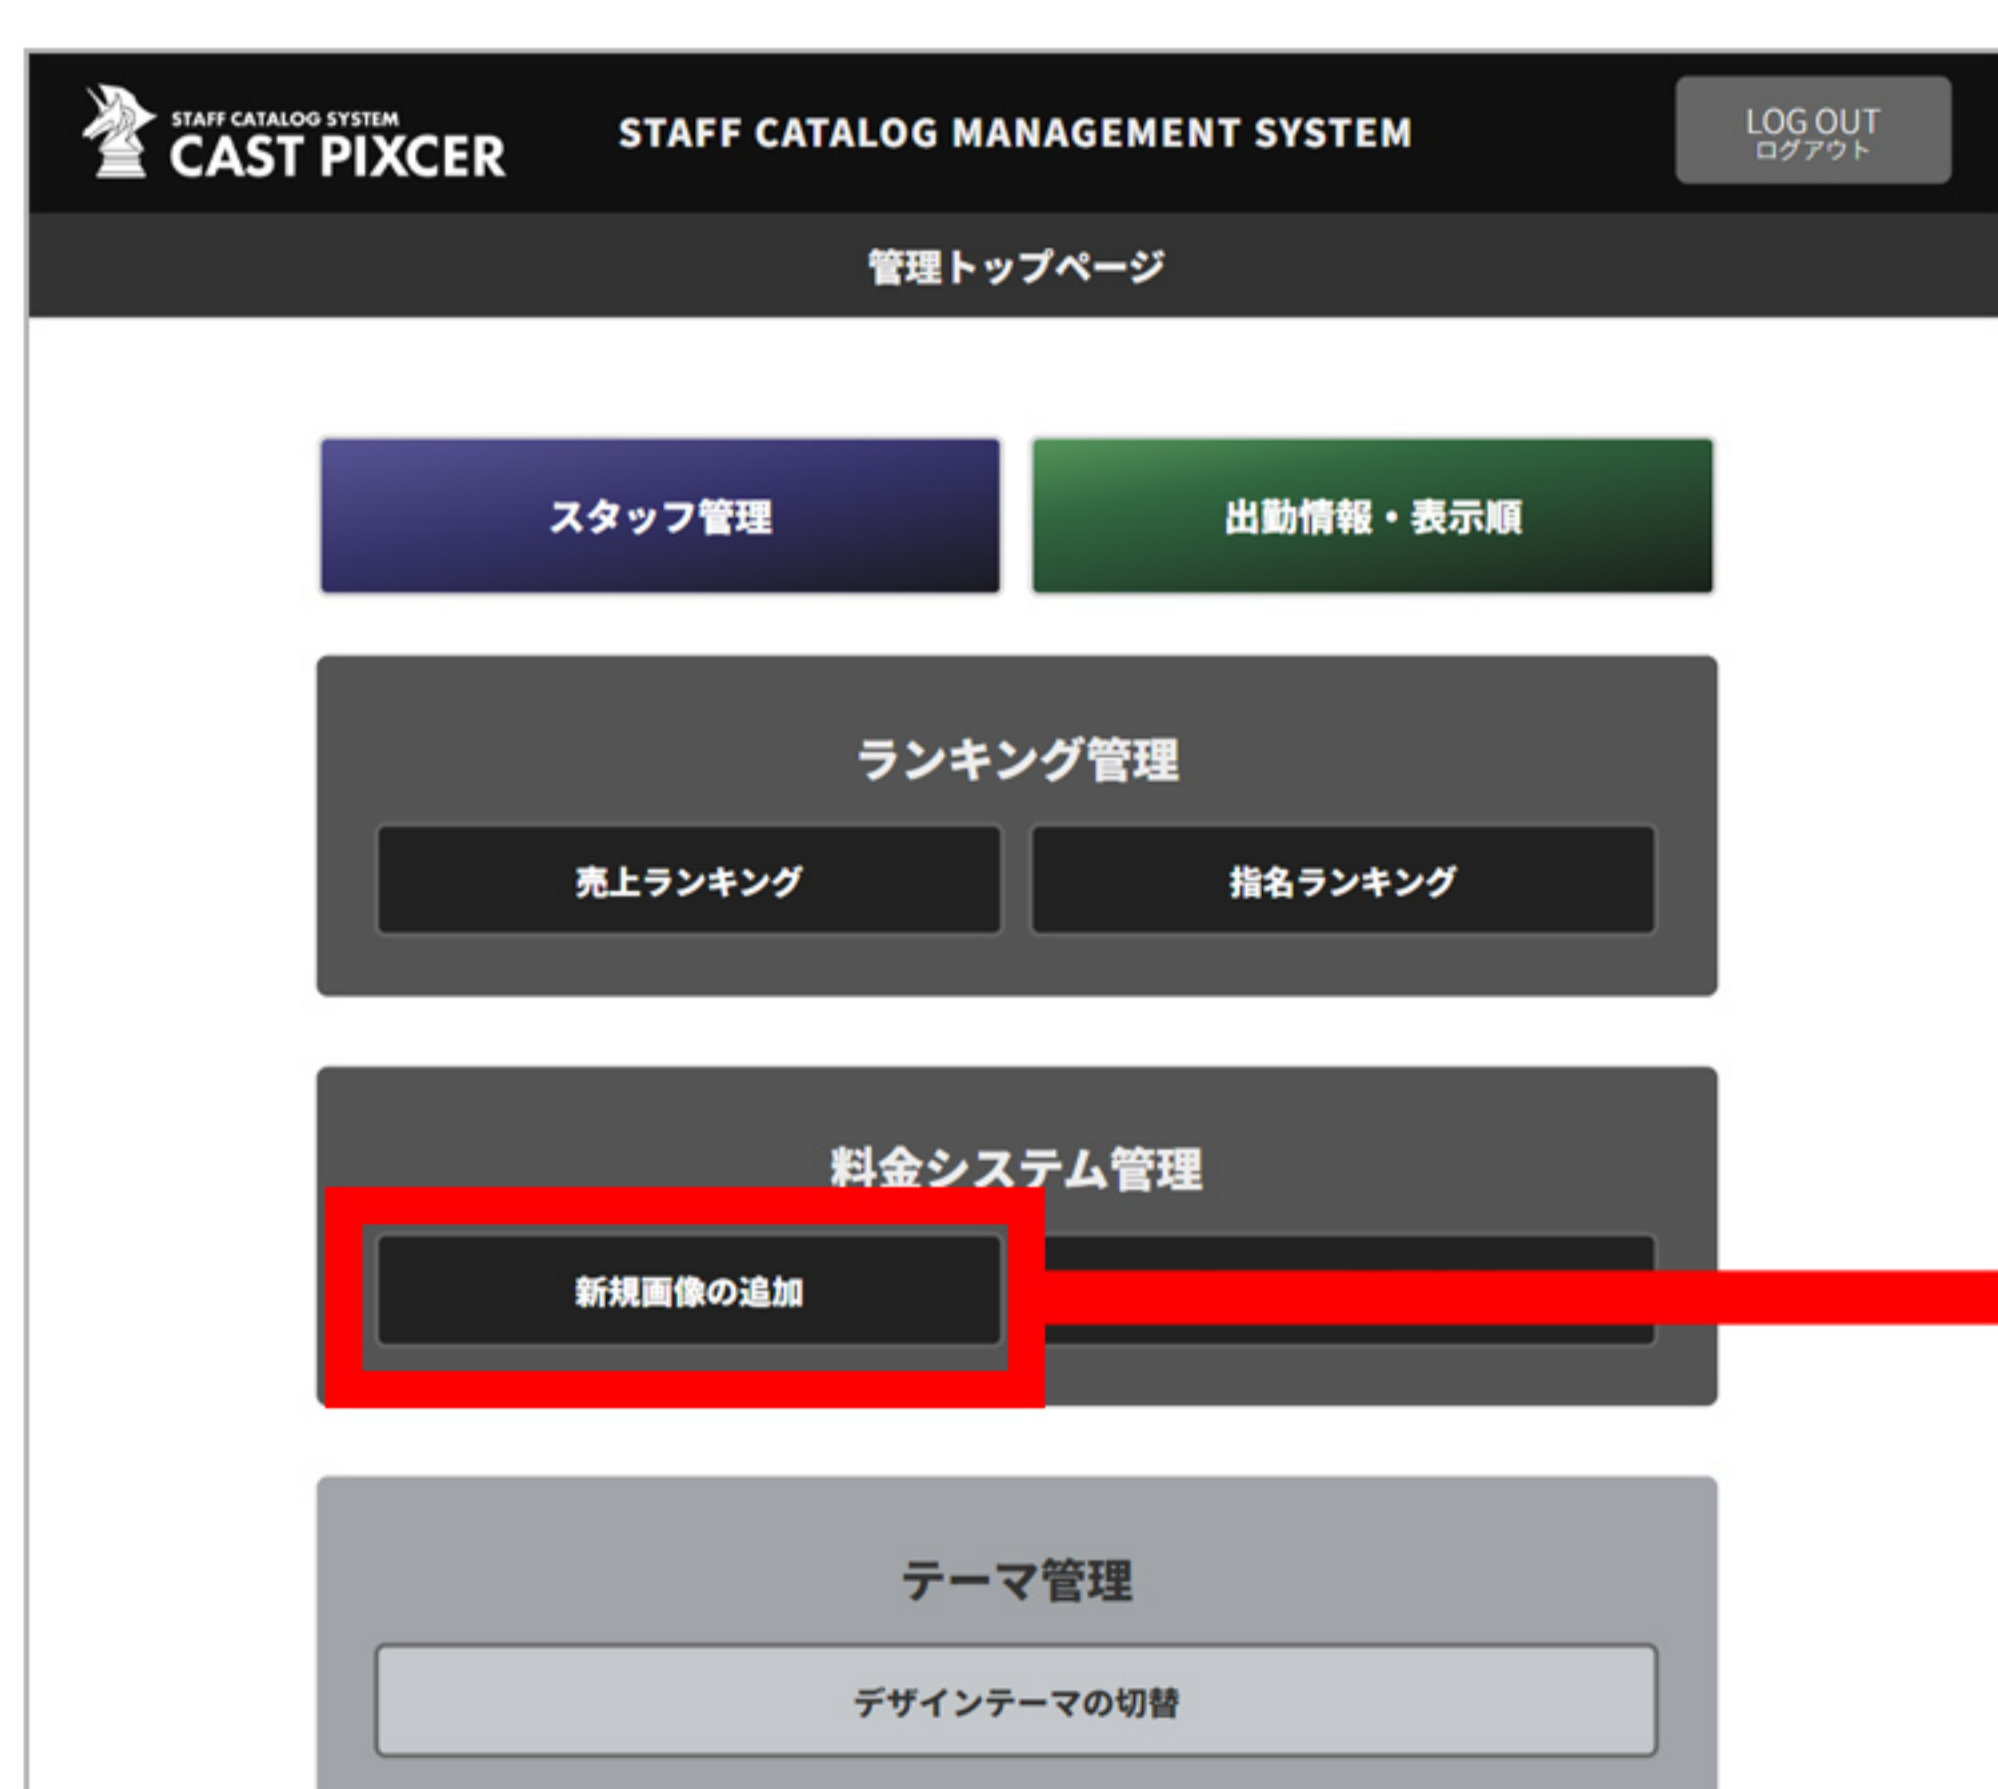 STAFF CATALOG SYSTEM
CAST PIXCER
STAFF CATALOG MANAGEMENT SYSTEM
LOG OUT
ログアウト
管理トップページ
スタッフ管理
出勤情報・表示順
ランキング管理
売上ランキング
指名ランキング
料金システム管理
新規画像の追加
テーマ管理
デザインテーマの切替